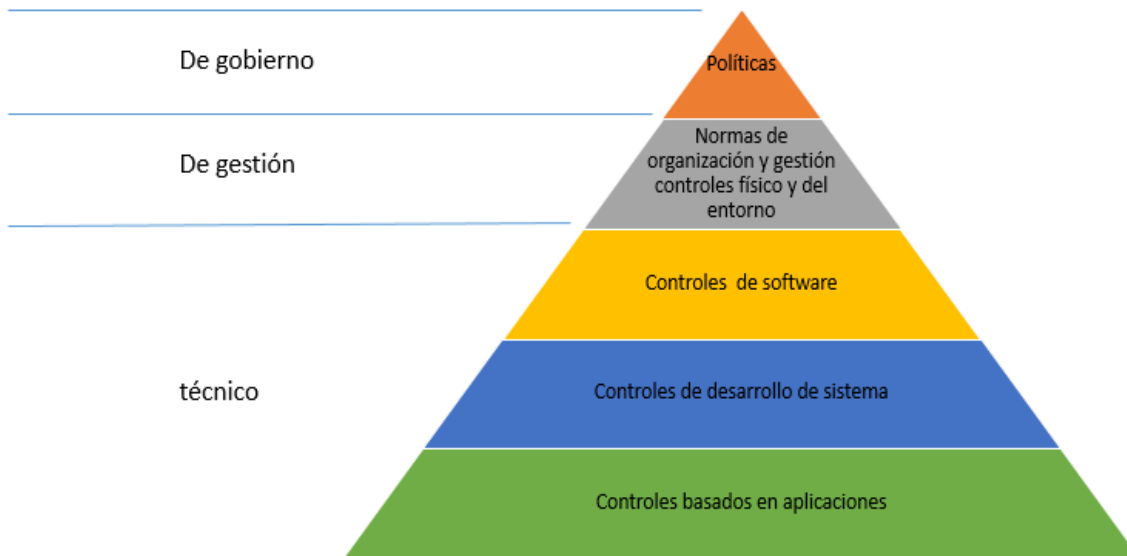 De gobierno
Políticas
De gestión
Normas de
organización y gestión
controles físico y del
entorno
Controles de software
técnico
Controles de desarrollo de sistema
Controles basados en aplicaciones